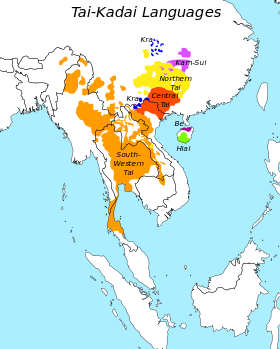 Tai-Kadai Languages
Kra
Kam-Sui
Northern
Tai
Kra
Central
Tai
Be
Hlai
South-
Western
Tai